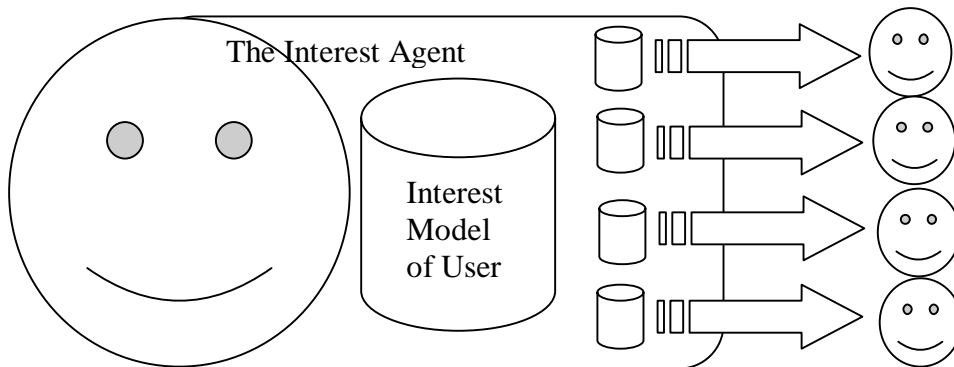 The Interest Agent
Interest
Model
of User